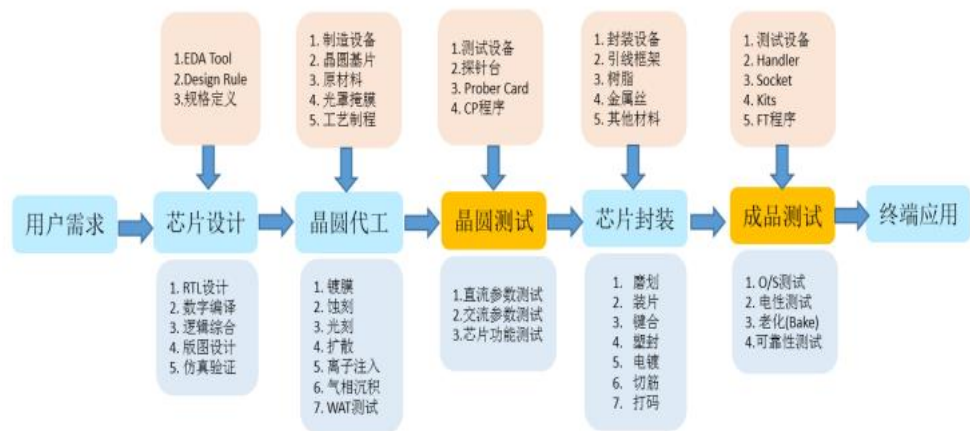 1.EDA Tool
2.Design Rule
3.规格定义
1. 制造设备
2. 晶圆基片
3. 原材料
4. 光罩掩膜
5. 工艺制程
1.测试设备
2.探针台
3. Prober Card
4. CP程序
1. 封装设备
2. 引线框架
3. 树脂
4. 金属丝
5. 其他材料
1. 测试设备
2. Handler
3. Socket
4. Kits
5. FT程序
用户需求
芯片设计
晶圆代工
晶圆测试
芯片封装
成品测试
终端应用
1. RTL设计
2. 数字编译
3. 逻辑综合
4. 版图设计
5. 仿真验证
1. 镀膜
2. 蚀刻
3. 光刻
4. 扩散
5. 离子注入
6. 气相沉积
7. WAT测试
1.直流参数测试
2.交流参数测试
3.芯片功能测试
1. 磨划
2. 装片
3. 键合
4. 塑封
5. 电镀
6. 切筋
7. 打码
1. O/S测试
2. 电性测试
3. 老化(Bake)
4.可靠性测试